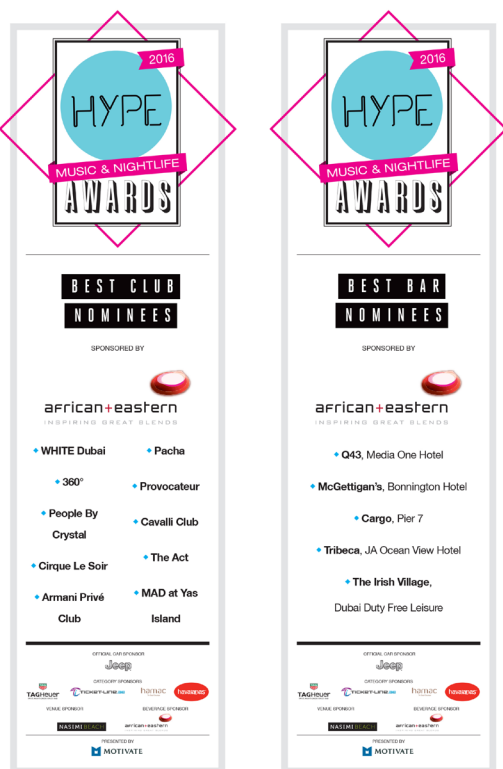 2016
HYPE
MUSIC & NIGHTLIFE
AWARDS
BEST CLUB
NOMINEES
SPONSORED BY
african+eastern
INSPIRING GREAT BLENDS
WHITE Dubai
360°
People By
Crystal
Cirque Le Soir
Armani Privé
Club
Pacha
Provocateur
Cavalli Club
The Act
MAD at Yas
Island
OFFICIAL CAR SPONSOR
Jeep
CATEGORY SPONSORS
TAGHeuer
havaianas
VENUE SPONSOR
BEVERAGE SPONSOR
NASIMI BEACH
african+eastern
PRESENTED BY
MOTIVATE
2016
HYPE
MUSIC & NIGHTLIFE
AWARDS
BEST BAR
NOMINEES
SPONSORED BY
african+eastern
INSPIRING GREAT BLENDS
Q43, Media One Hotel
McGettigan's, Bonnington Hotel
Cargo, Pier 7
Tribeca, JA Ocean View Hotel
The Irish Village,
Dubai Duty Free Leisure
OFFICIAL CAR SPONSOR
Jeep
CATEGORY SPONSORS
TAGHeuer
havaianas
VENUE SPONSOR
BEVERAGE SPONSOR
NASIMI BEACH
african+eastern
PRESENTED BY
MOTIVATE